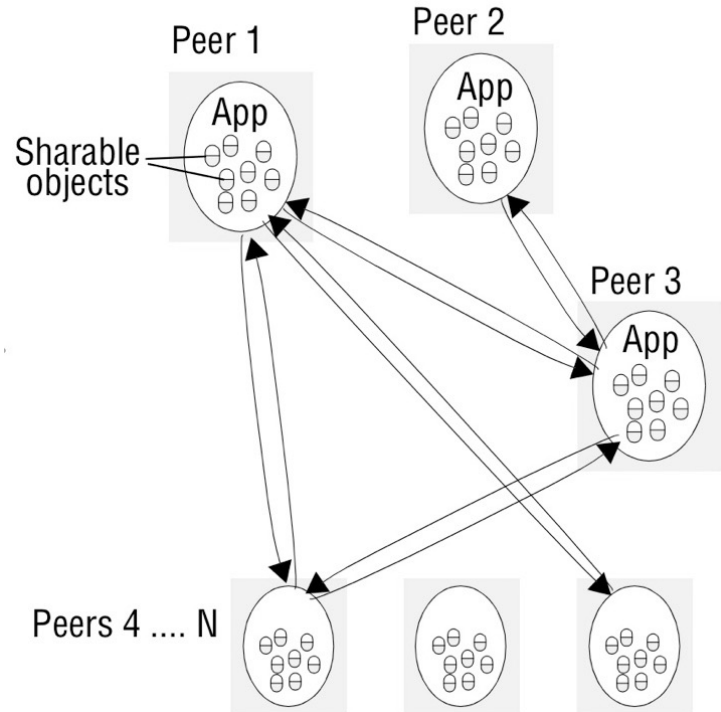 Peer 1
Peer 2
App
App
Sharable
objects
Peer 3
App
Peers 4 .... N